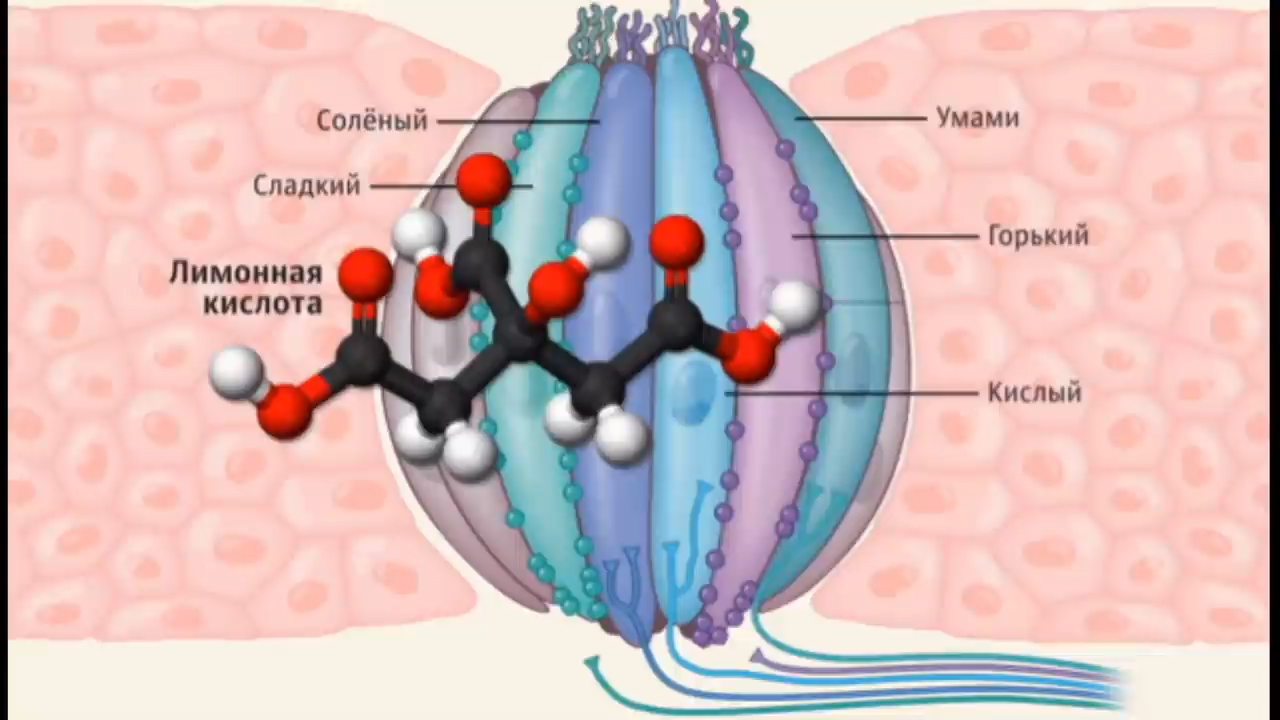 Солёный
Сладкий
Лимонная
кислота
Умами
Горький
Кислый